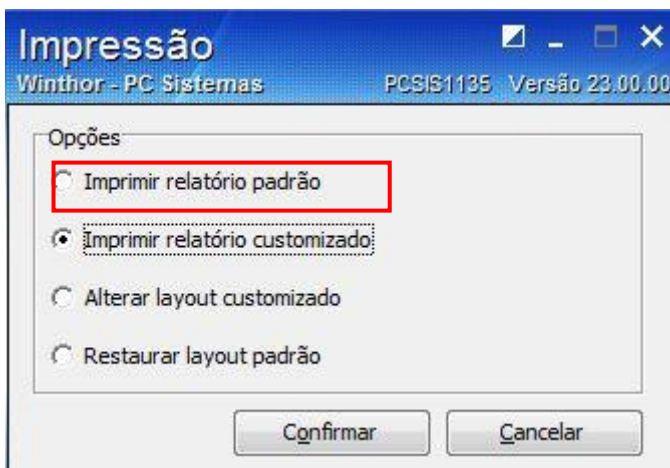 Impressão
Winthor - PC Sistemas PCSIS1135 Versão 23.00.00
Opções
Imprimir relatório padrão
Imprimir relatório customizado
Alterar layout customizado
Restaurar layout padrão
Confirmar Cancelar